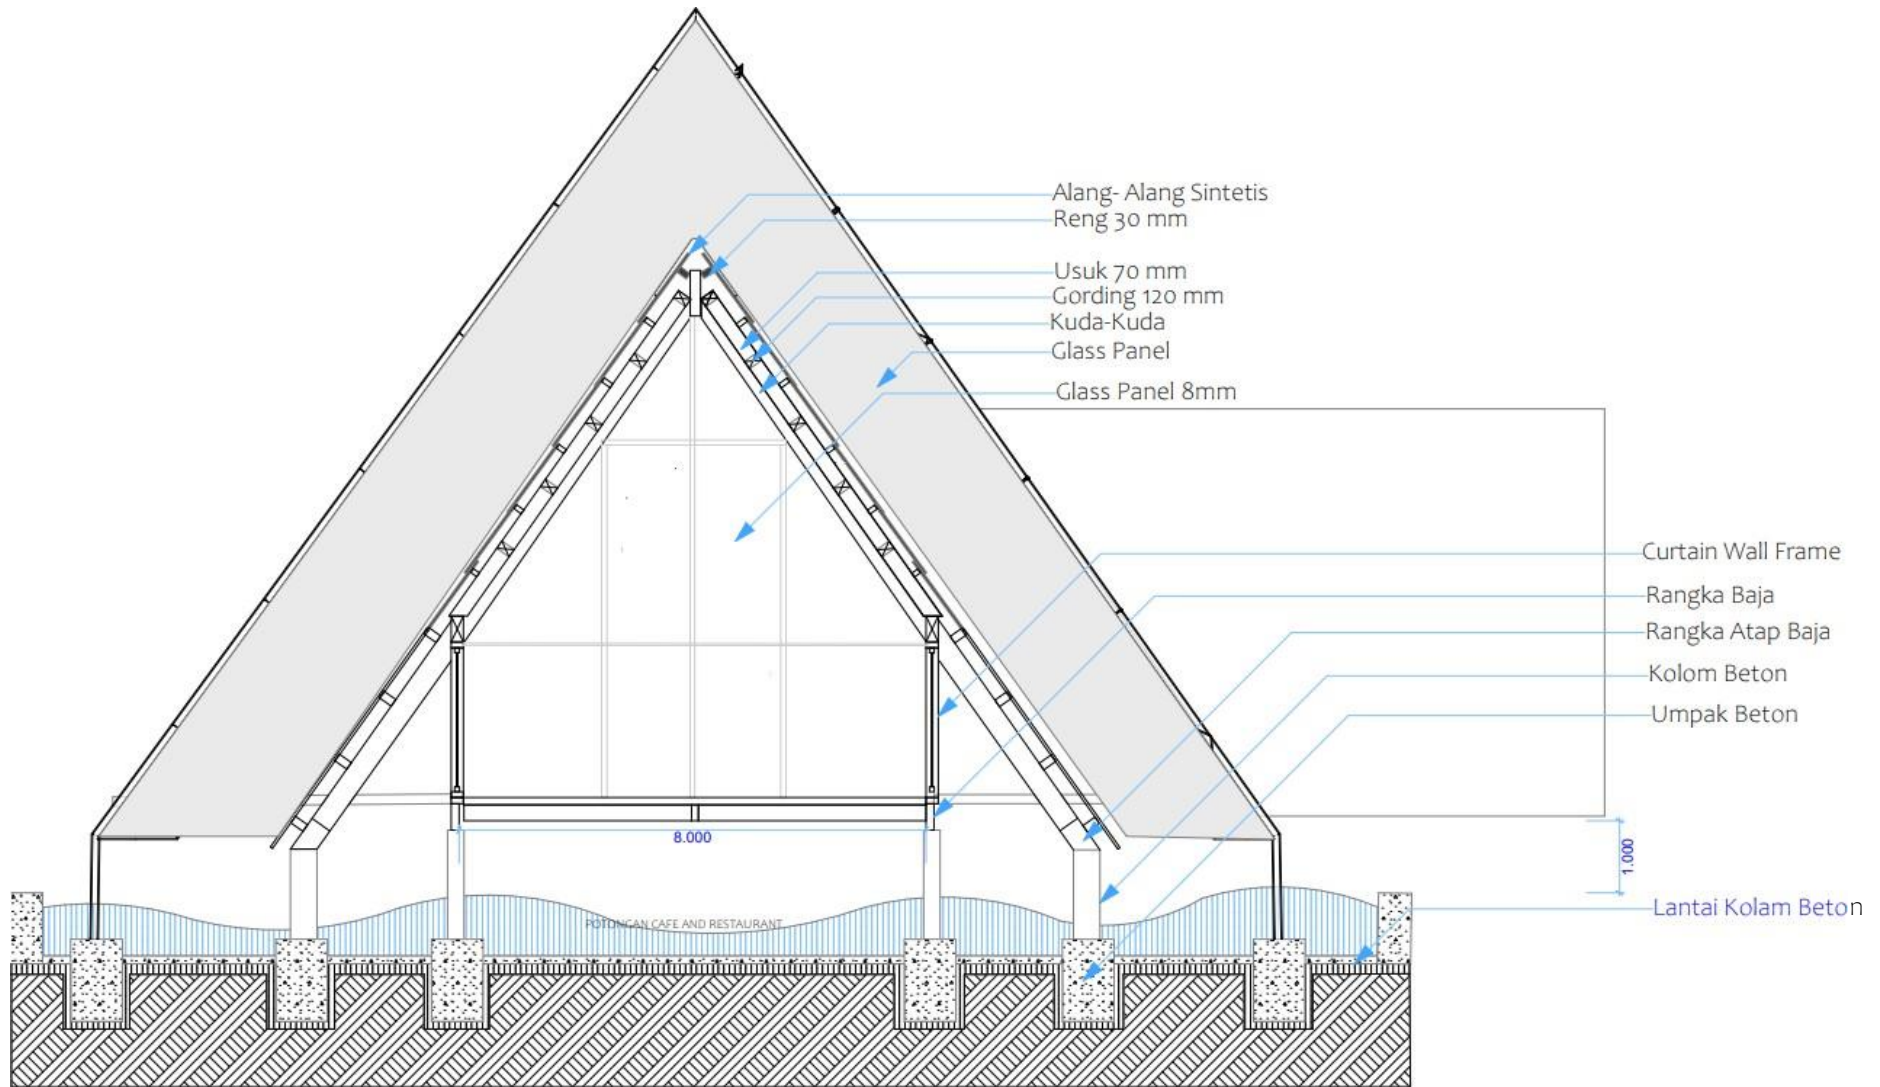 Alang- Alang Sintetis
Reng 30 mm
Usuk 70 mm
Gording 120 mm
Kuda-Kuda
Glass Panel
Glass Panel 8mm
Curtain Wall Frame
Rangka Baja
Rangka Atap Baja
Kolom Beton
Umpak Beton
8.000
1.000
Lantai Kolam Beton
POTONGAN CAFE AND RESTAURANT